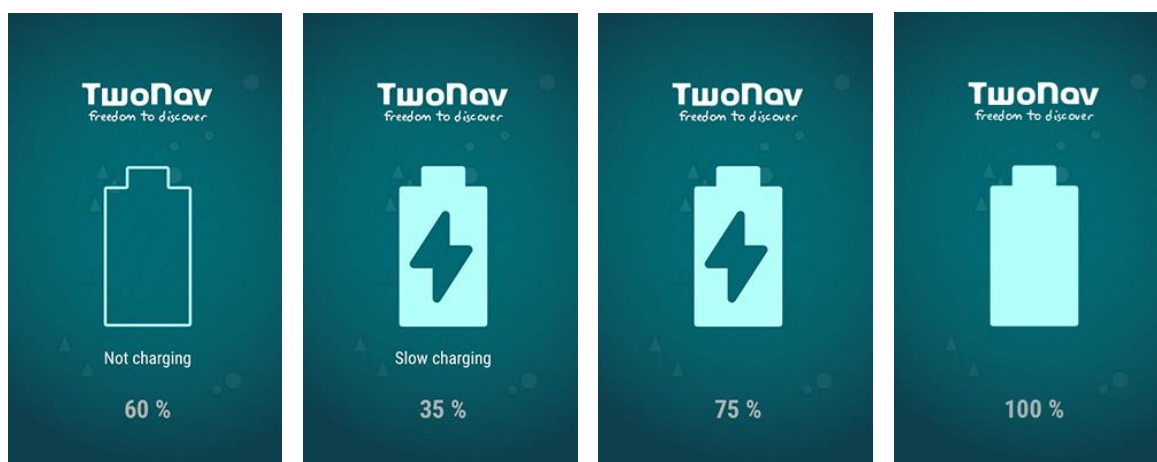 TwoNav
freedom to discover
Not charging
60 %
TwoNav
freedom to discover
Slow charging
35 %
TwoNav
freedom to discover
75 %
TwoNav
freedom to discover
100 %